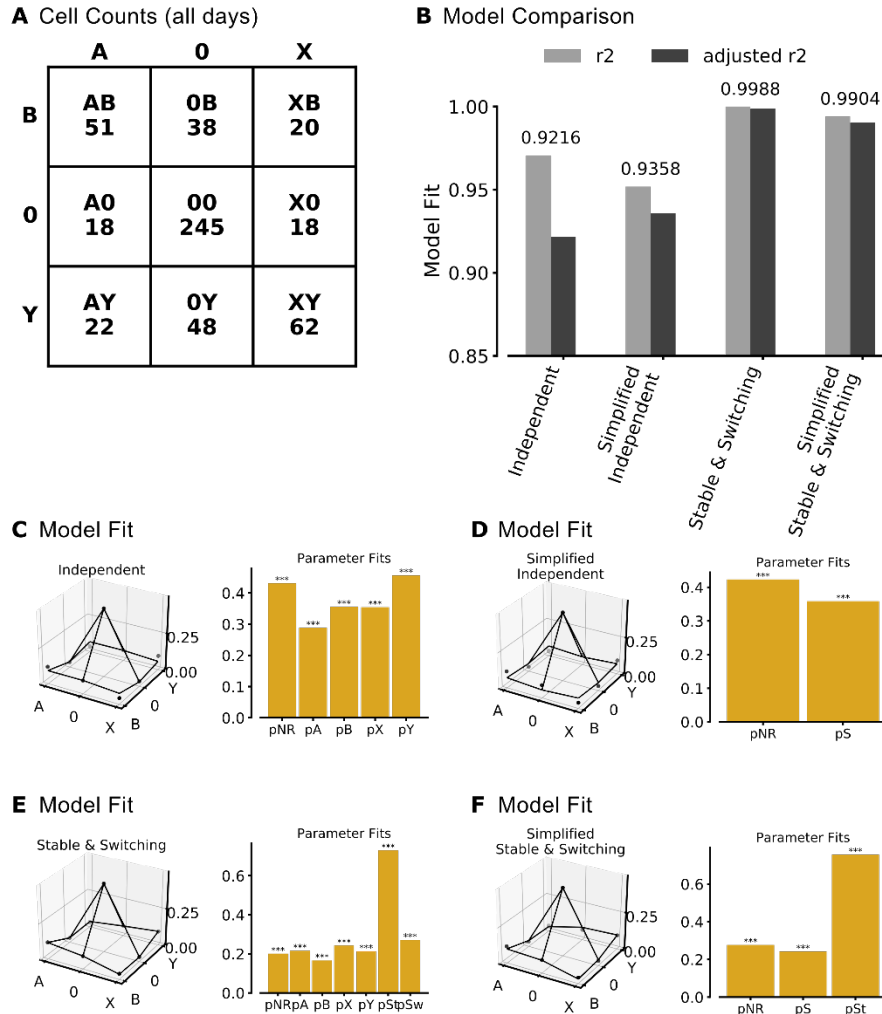 A Cell Counts (all days)
A 0 X
B
AB 0B XB
51 38 20
0
A0 00 X0
18 245 18
Y
AY 0Y XY
22 48 62
B Model Comparison
r2 adjusted r2
Model Fit
1.00
0.95
0.90
0.85
0.9216
0.9358
0.9988
0.9904
Independent
Simplified
Independent
Stable & Switching
Simplified
Stable & Switching
C Model Fit
Independent
0.25
0.00
A 0 X
B 0 Y
Parameter Fits
0.4
0.3
0.2
0.1
0.0
*** *** *** *** ***
pNR pA pB pX pY
D Model Fit
Simplified
Independent
0.25
0.00
A 0 X
B 0 Y
Parameter Fits
0.4
0.3
0.2
0.1
0.0
*** ***
pNR pS
E Model Fit
Stable & Switching
0.25
0.00
A 0 X
B 0 Y
Parameter Fits
0.6
0.4
0.2
0.0
*** *** *** *** *** *** ***
pNR pA pB pX pY pSt pSw
F Model Fit
Simplified
Stable & Switching
0.25
0.00
A 0 X
B 0 Y
Parameter Fits
0.6
0.4
0.2
0.0
*** *** ***
pNR pS pSt